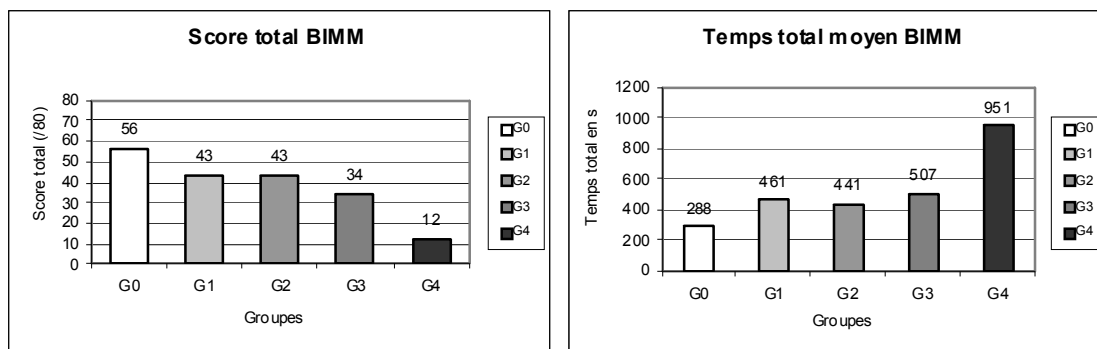 Score total BIMM
Score total (/80)
80
70
60
50
40
30
20
10
0
56
43
43
34
12
G0
G1
G2
G3
G4
Groupes
G0
G1
G2
G3
G4
Temps total moyen BIMM
Temps total en s
1200
1000
800
600
400
200
0
288
461
441
507
951
G0
G1
G2
G3
G4
Groupes
G0
G1
G2
G3
G4